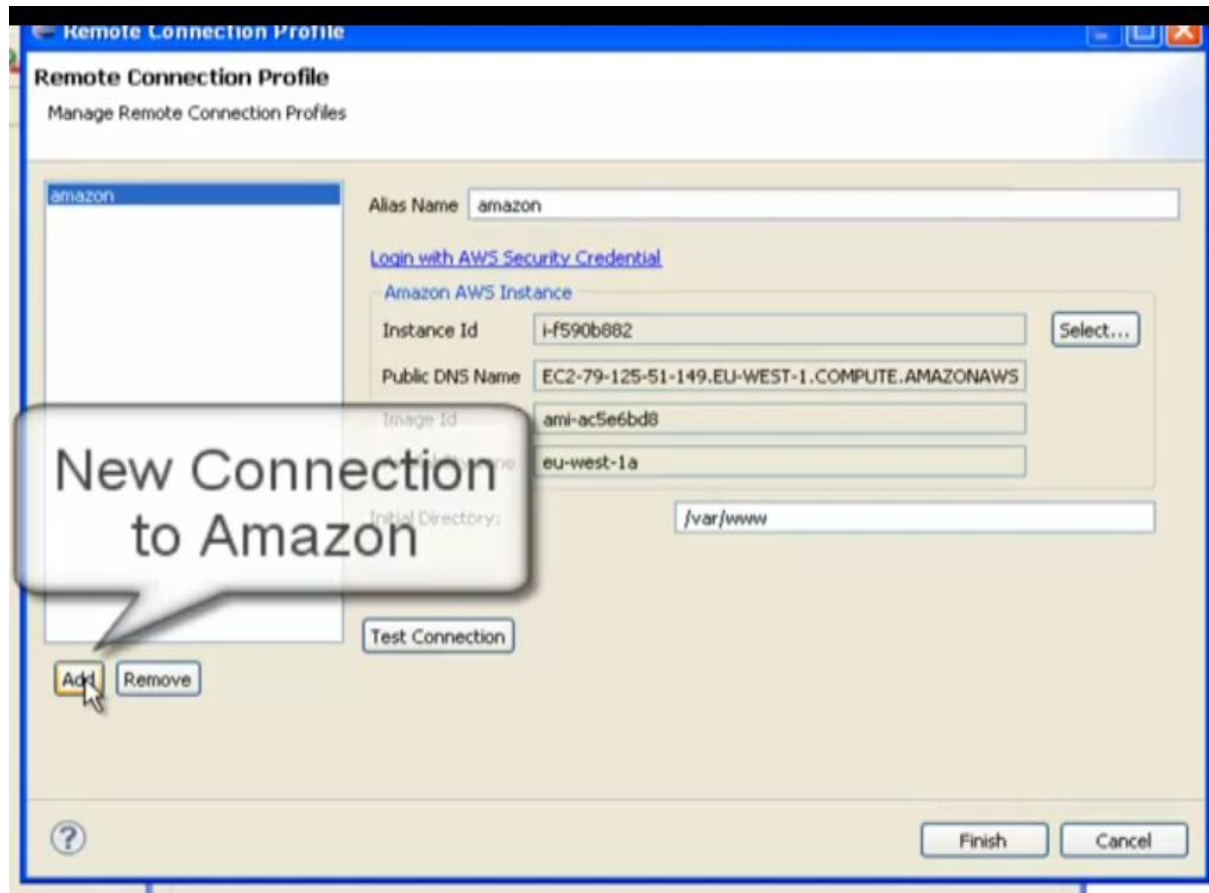 Remote Connection Profile
Remote Connection Profile
Manage Remote Connection Profiles
amazon
Alias Name amazon
Login with AWS Security Credential
Amazon AWS Instance
Instance Id i-f590b882 Select...
Public DNS Name EC2-79-125-51-149.EU-WEST-1.COMPUTE.AMAZONAWS
Image Id ami-ac5e6bd8
eu-west-1a
Initial Directory: /var/www
New Connection
to Amazon
Test Connection
Add Remove
? Finish Cancel